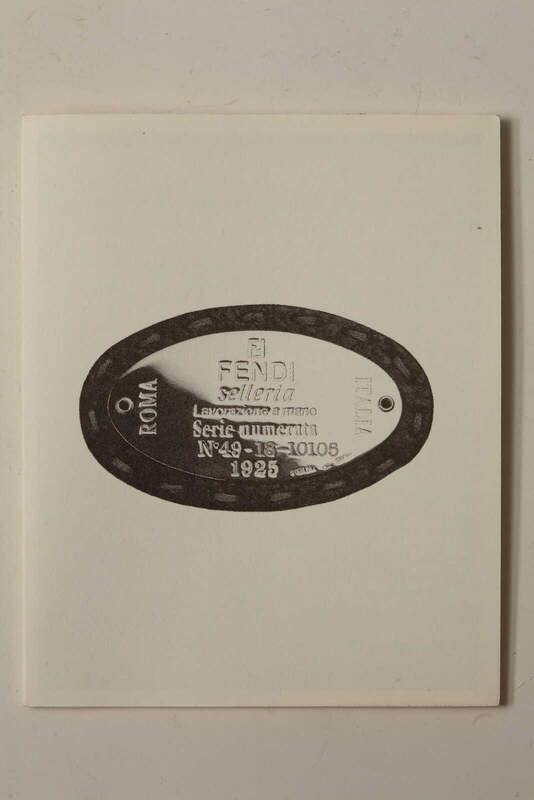 FENDI
selleria
Lavorazione a mano
Serie numerata
N°49-18-10105
1925
ROMA
ITALIA